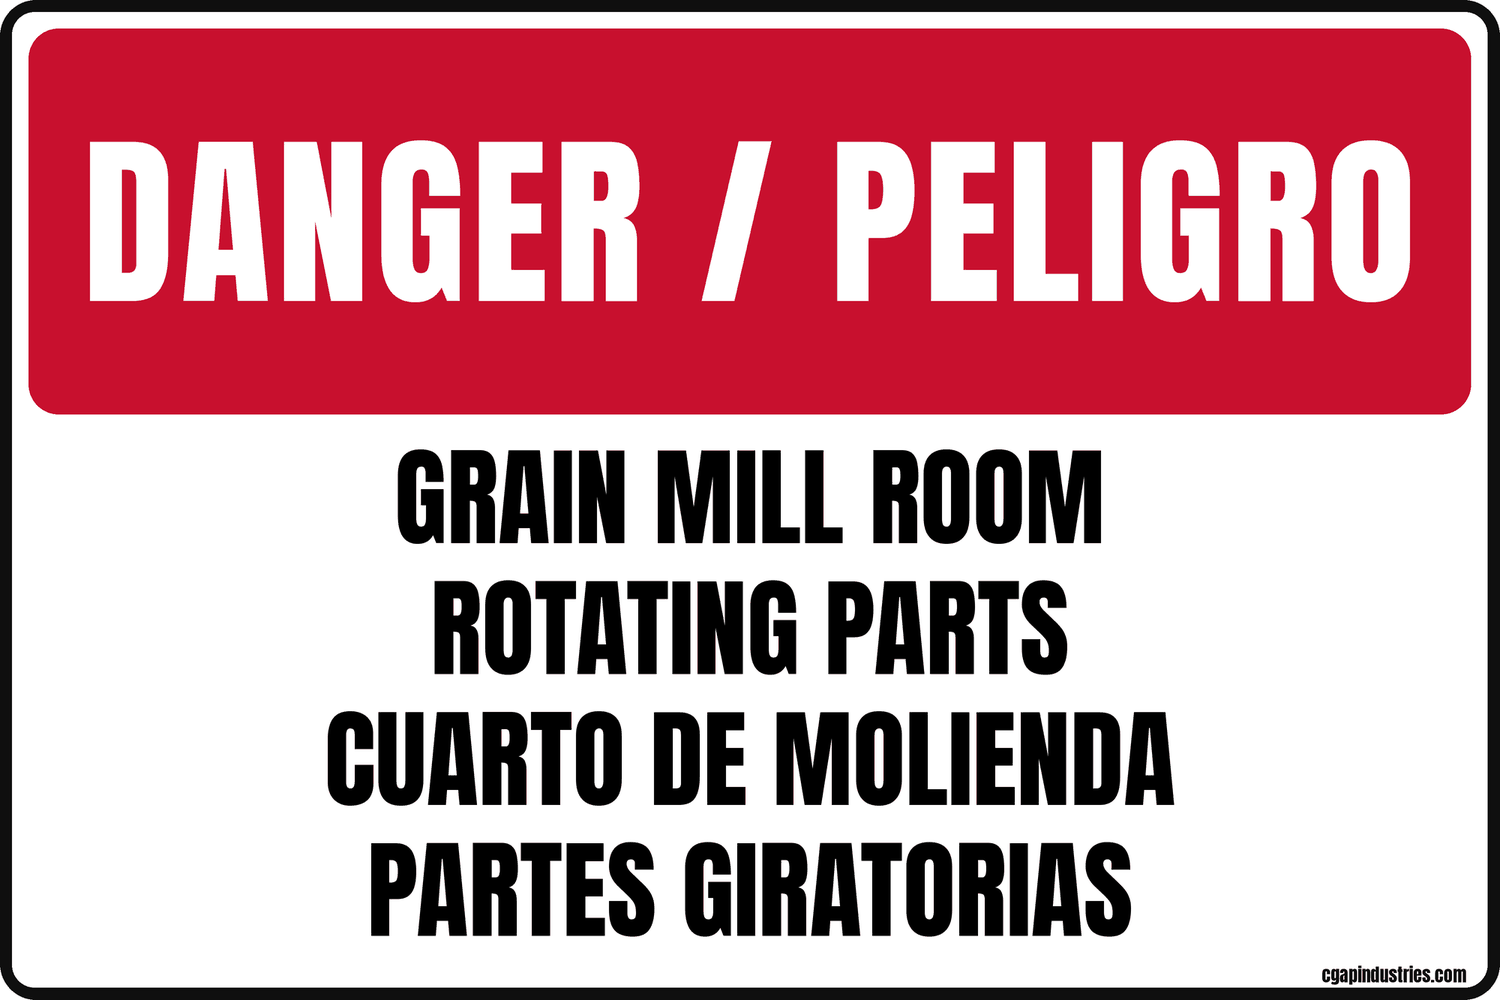 DANGER / PELIGRO
GRAIN MILL ROOM
ROTATING PARTS
CUARTO DE MOLIENDA
PARTES GIRATORIAS
cgapindustries.com